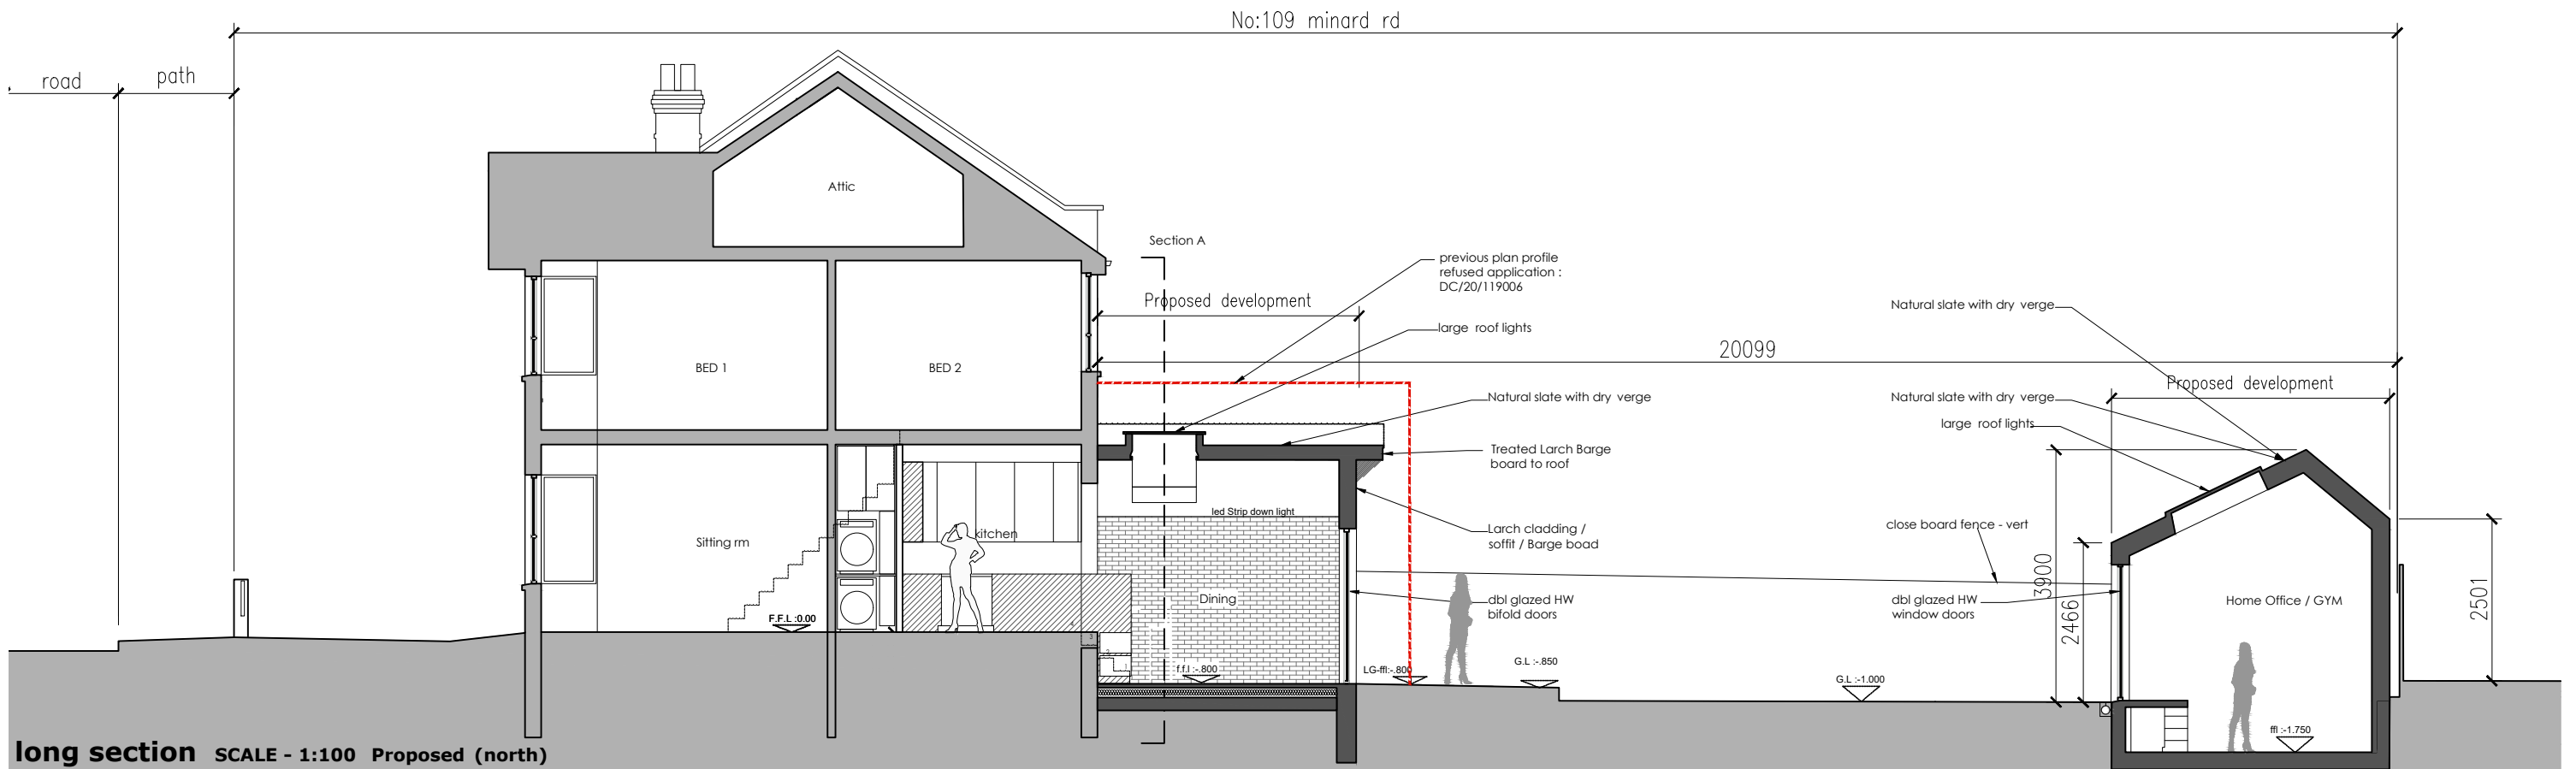 No:109 minard rd
road
path
Attic
Section A
previous plan profile
refused application :
DC/20/119006
Proposed development
large roof lights
Natural slate with dry verge
20099
BED 1
BED 2
Proposed development
Natural slate with dry verge
Natural slate with dry verge
large roof lights
Treated Larch Barge
board to roof
led Strip down light
Larch cladding /
soffit / Barge boad
close board fence - vert
Sitting rm
kitchen
3900
2466
2501
Dining
dbl glazed HW
bifold doors
dbl glazed HW
window doors
Home Office / GYM
F.F.L :0.00
4
3
2
1
f.f.l :-.800
LG-ffl:-.800
G.L :-.850
G.L :-1.000
ffl :-1.750
long section SCALE - 1:100 Proposed (north)